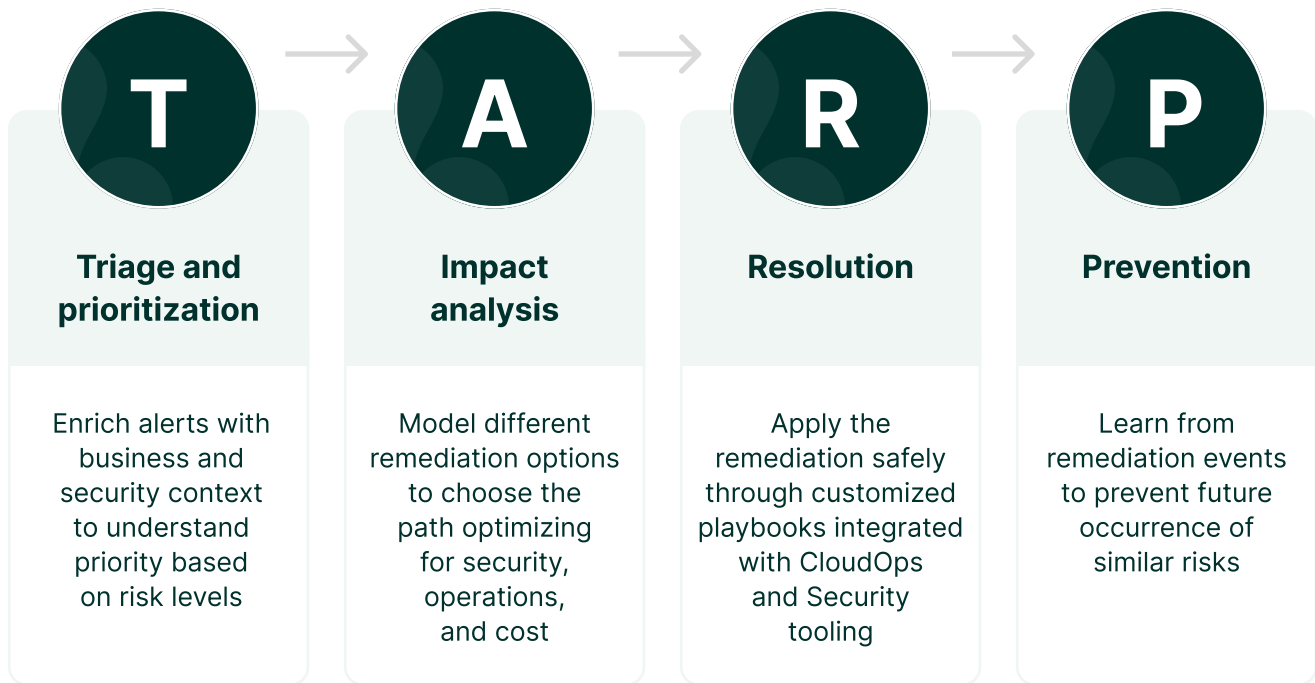 T
Triage and
prioritization
Enrich alerts with
business and
security context
to understand
priority based
on risk levels
A
Impact
analysis
Model different
remediation options
to choose the
path optimizing
for security,
operations,
and cost
R
Resolution
Apply the
remediation safely
through customized
playbooks integrated
with CloudOps
and Security
tooling
P
Prevention
Learn from
remediation events
to prevent future
occurrence of
similar risks